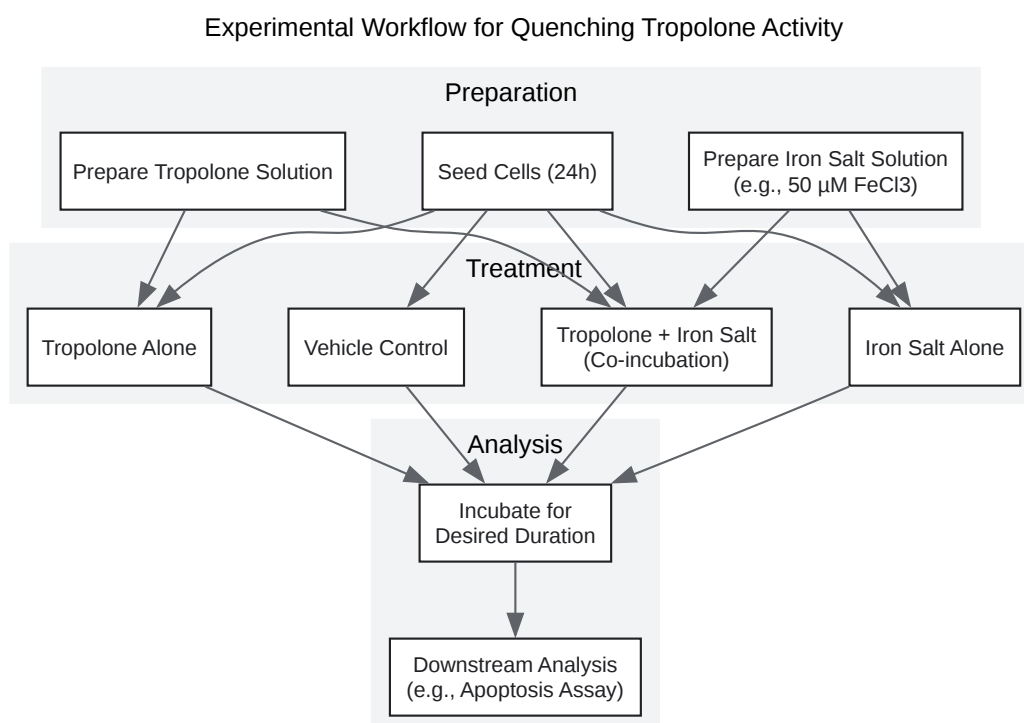 Experimental Workflow for Quenching Tropolone Activity
Preparation
Prepare Tropolone Solution
Seed Cells (24h)
Prepare Iron Salt Solution
(e.g., 50 µM FeCl3)
Treatment
Tropolone Alone
Vehicle Control
Tropolone + Iron Salt
(Co-incubation)
Iron Salt Alone
Analysis
Incubate for
Desired Duration
Downstream Analysis
(e.g., Apoptosis Assay)